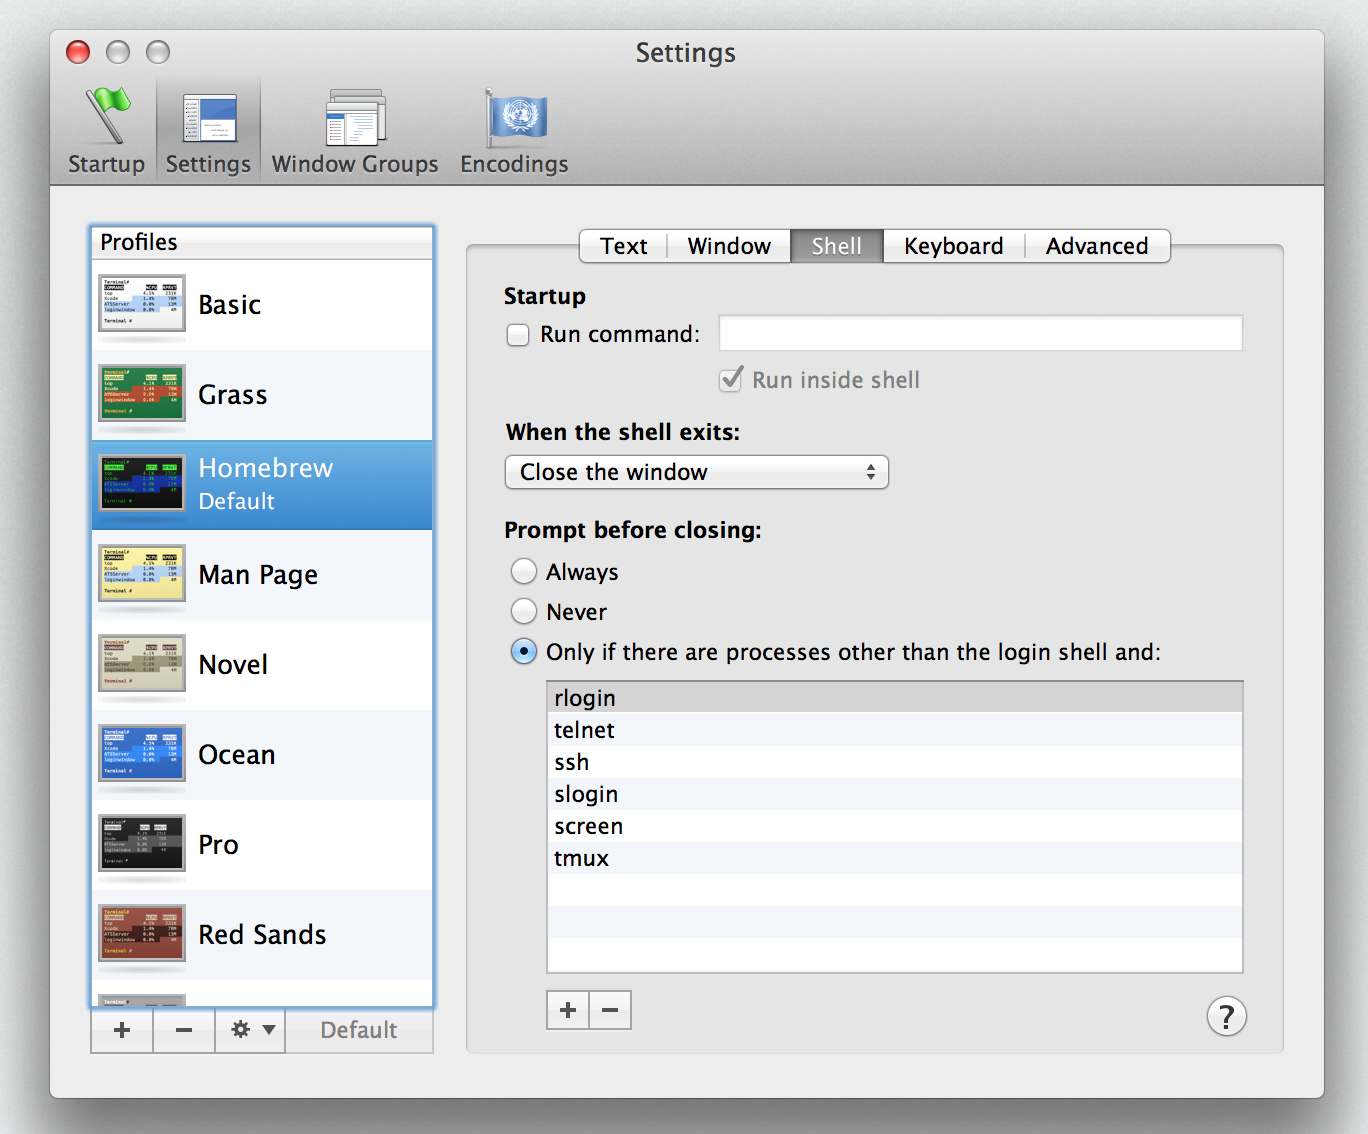 Settings
Startup
Settings
Window Groups
Encodings
Profiles
Basic
Grass
Homebrew
Default
Man Page
Novel
Ocean
Pro
Red Sands
+ − Default
Text Window Shell Keyboard Advanced
Startup
Run command:
Run inside shell
When the shell exits:
Close the window
Prompt before closing:
Always
Never
Only if there are processes other than the login shell and:
rlogin
telnet
ssh
slogin
screen
tmux
+ −
?